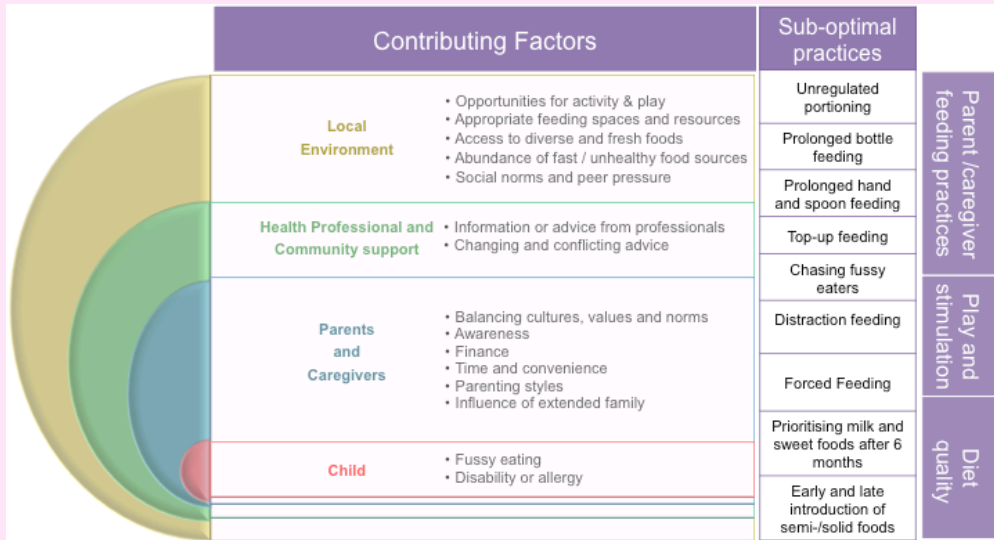 Contributing Factors
Sub-optimal
practices
Local
Environment
• Opportunities for activity & play
• Appropriate feeding spaces and resources
• Access to diverse and fresh foods
• Abundance of fast / unhealthy food sources
• Social norms and peer pressure
Health Professional and
Community support
• Information or advice from professionals
• Changing and conflicting advice
Parents
and
Caregivers
• Balancing cultures, values and norms
• Awareness
• Finance
• Time and convenience
• Parenting styles
• Influence of extended family
Child
• Fussy eating
• Disability or allergy
Unregulated
portioning
Prolonged bottle
feeding
Prolonged hand
and spoon feeding
Top-up feeding
Chasing fussy
eaters
Distraction feeding
Forced Feeding
Prioritising milk and
sweet foods after 6
months
Early and late
introduction of
semi-/solid foods
Parent /caregiver
feeding practices
Play and
stimulation
Diet
quality